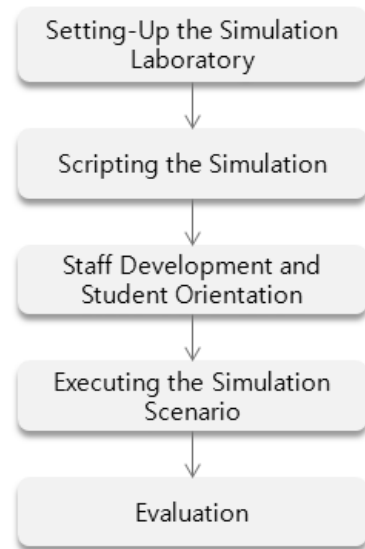 Setting-Up the Simulation
Laboratory
Scripting the Simulation
Staff Development and
Student Orientation
Executing the Simulation
Scenario
Evaluation